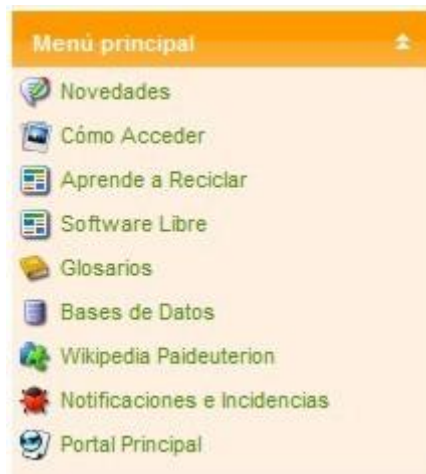 Menú principal
Novedades
Cómo Acceder
Aprende a Reciclar
Software Libre
Glosarios
Bases de Datos
Wikipedia Paideuterion
Notificaciones e Incidencias
Portal Principal